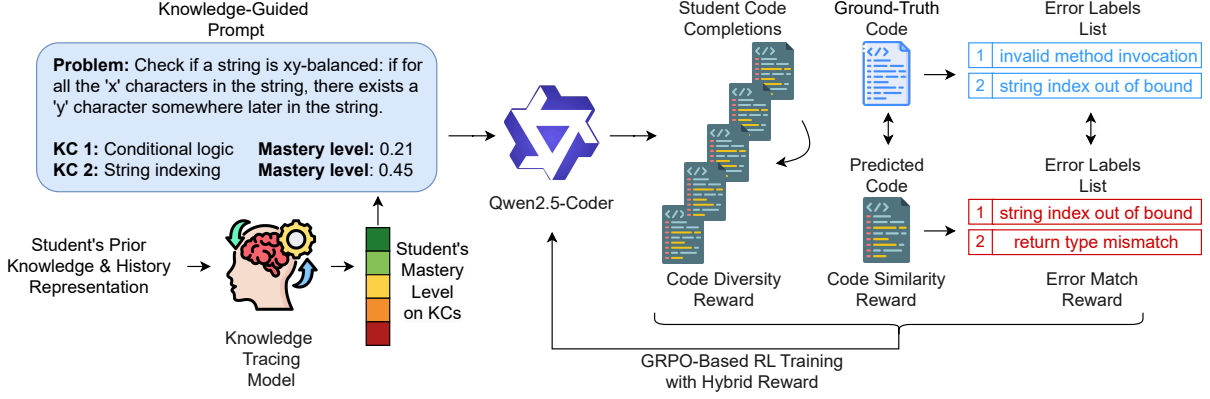 Knowledge-Guided
Prompt
Problem: Check if a string is xy-balanced: if for
all the 'x' characters in the string, there exists a
'y' character somewhere later in the string.
KC 1: Conditional logic Mastery level: 0.21
KC 2: String indexing Mastery level: 0.45
Student's Prior
Knowledge & History
Representation
Knowledge
Tracing
Model
Student's
Mastery
Level
on KCs
Qwen2.5-Coder
Student Code
Completions
Code Diversity
Reward
Ground-Truth
Code
Predicted
Code
Code Similarity
Reward
Error Labels
List
1 invalid method invocation
2 string index out of bound
Error Labels
List
1 string index out of bound
2 return type mismatch
Error Match
Reward
GRPO-Based RL Training
with Hybrid Reward